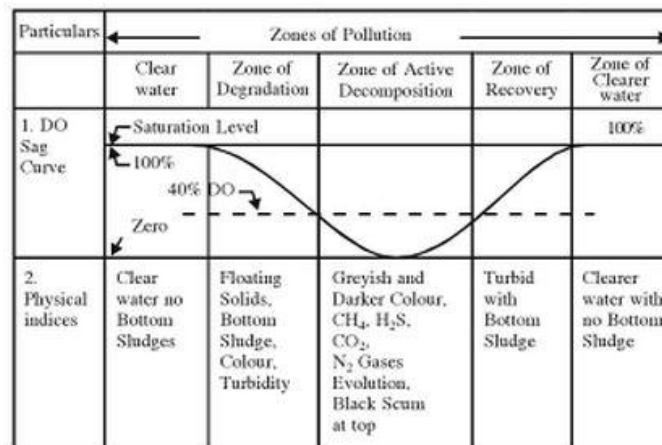 Particulars
Zones of Pollution
Clear
water
Zone of
Degradation
Zone of Active
Decomposition
Zone of
Recovery
Zone of
Clearer
water
1. DO
Sag
Curve
Saturation Level
100%
100%
40% DO
Zero
2.
Physical
indices
Clear
water no
Bottom
Sludges
Floating
Solids,
Bottom
Sludge,
Colour,
Turbidity
Greyish and
Darker Colour,
CH₄, H₂S,
CO₂,
N₂ Gases
Evolution,
Black Scum
at top
Turbid
with
Bottom
Sludge
Clearer
water with
no Bottom
Sludge